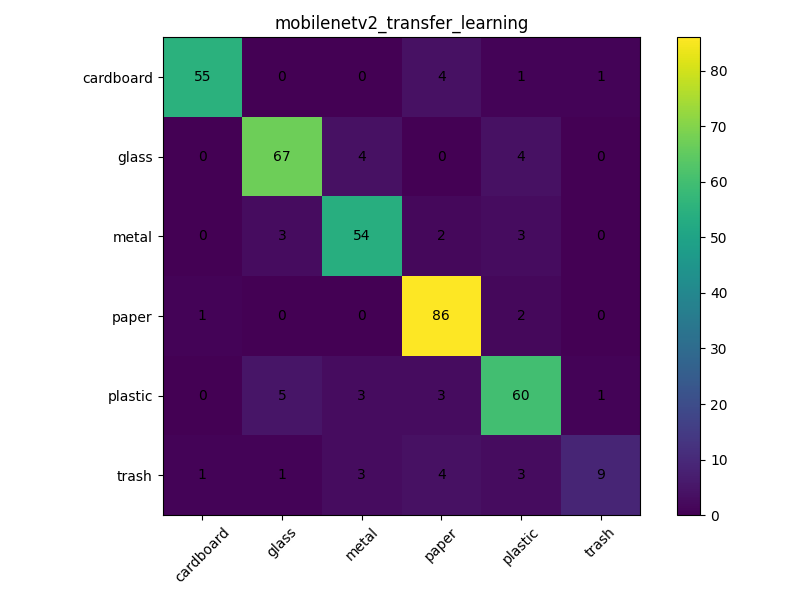 mobilenetv2_transfer_learning
cardboard 55 0 0 4 1 1
glass 0 67 4 0 4 0
metal 0 3 54 2 3 0
paper 1 0 0 86 2 0
plastic 0 5 3 3 60 1
trash 1 1 3 4 3 9
cardboard glass metal paper plastic trash
80
70
60
50
40
30
20
10
0